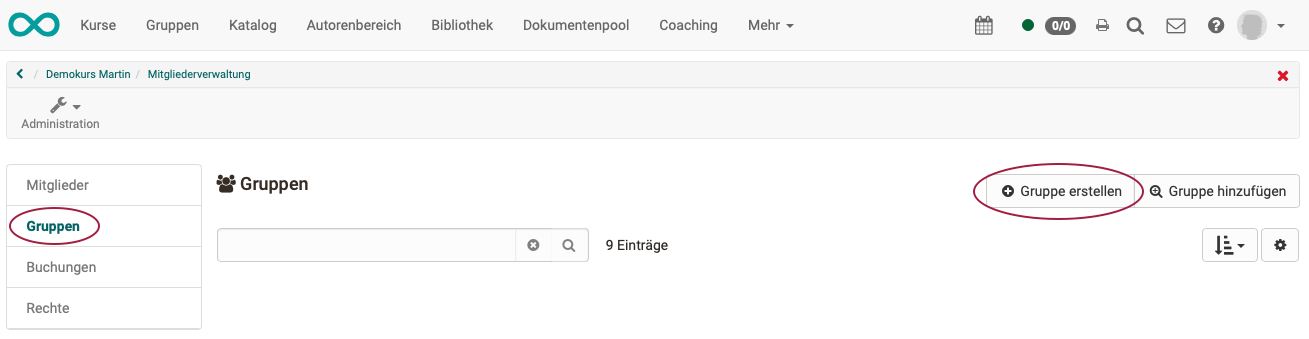 Kurse Gruppen Katalog Autorenbereich Bibliothek Dokumentenpool Coaching Mehr 0/0
/ Demokurs Martin / Mitgliederverwaltung
Administration
Mitglieder
Gruppen
Buchungen
Rechte
Gruppen
Gruppe erstellen
Gruppe hinzufügen
9 Einträge